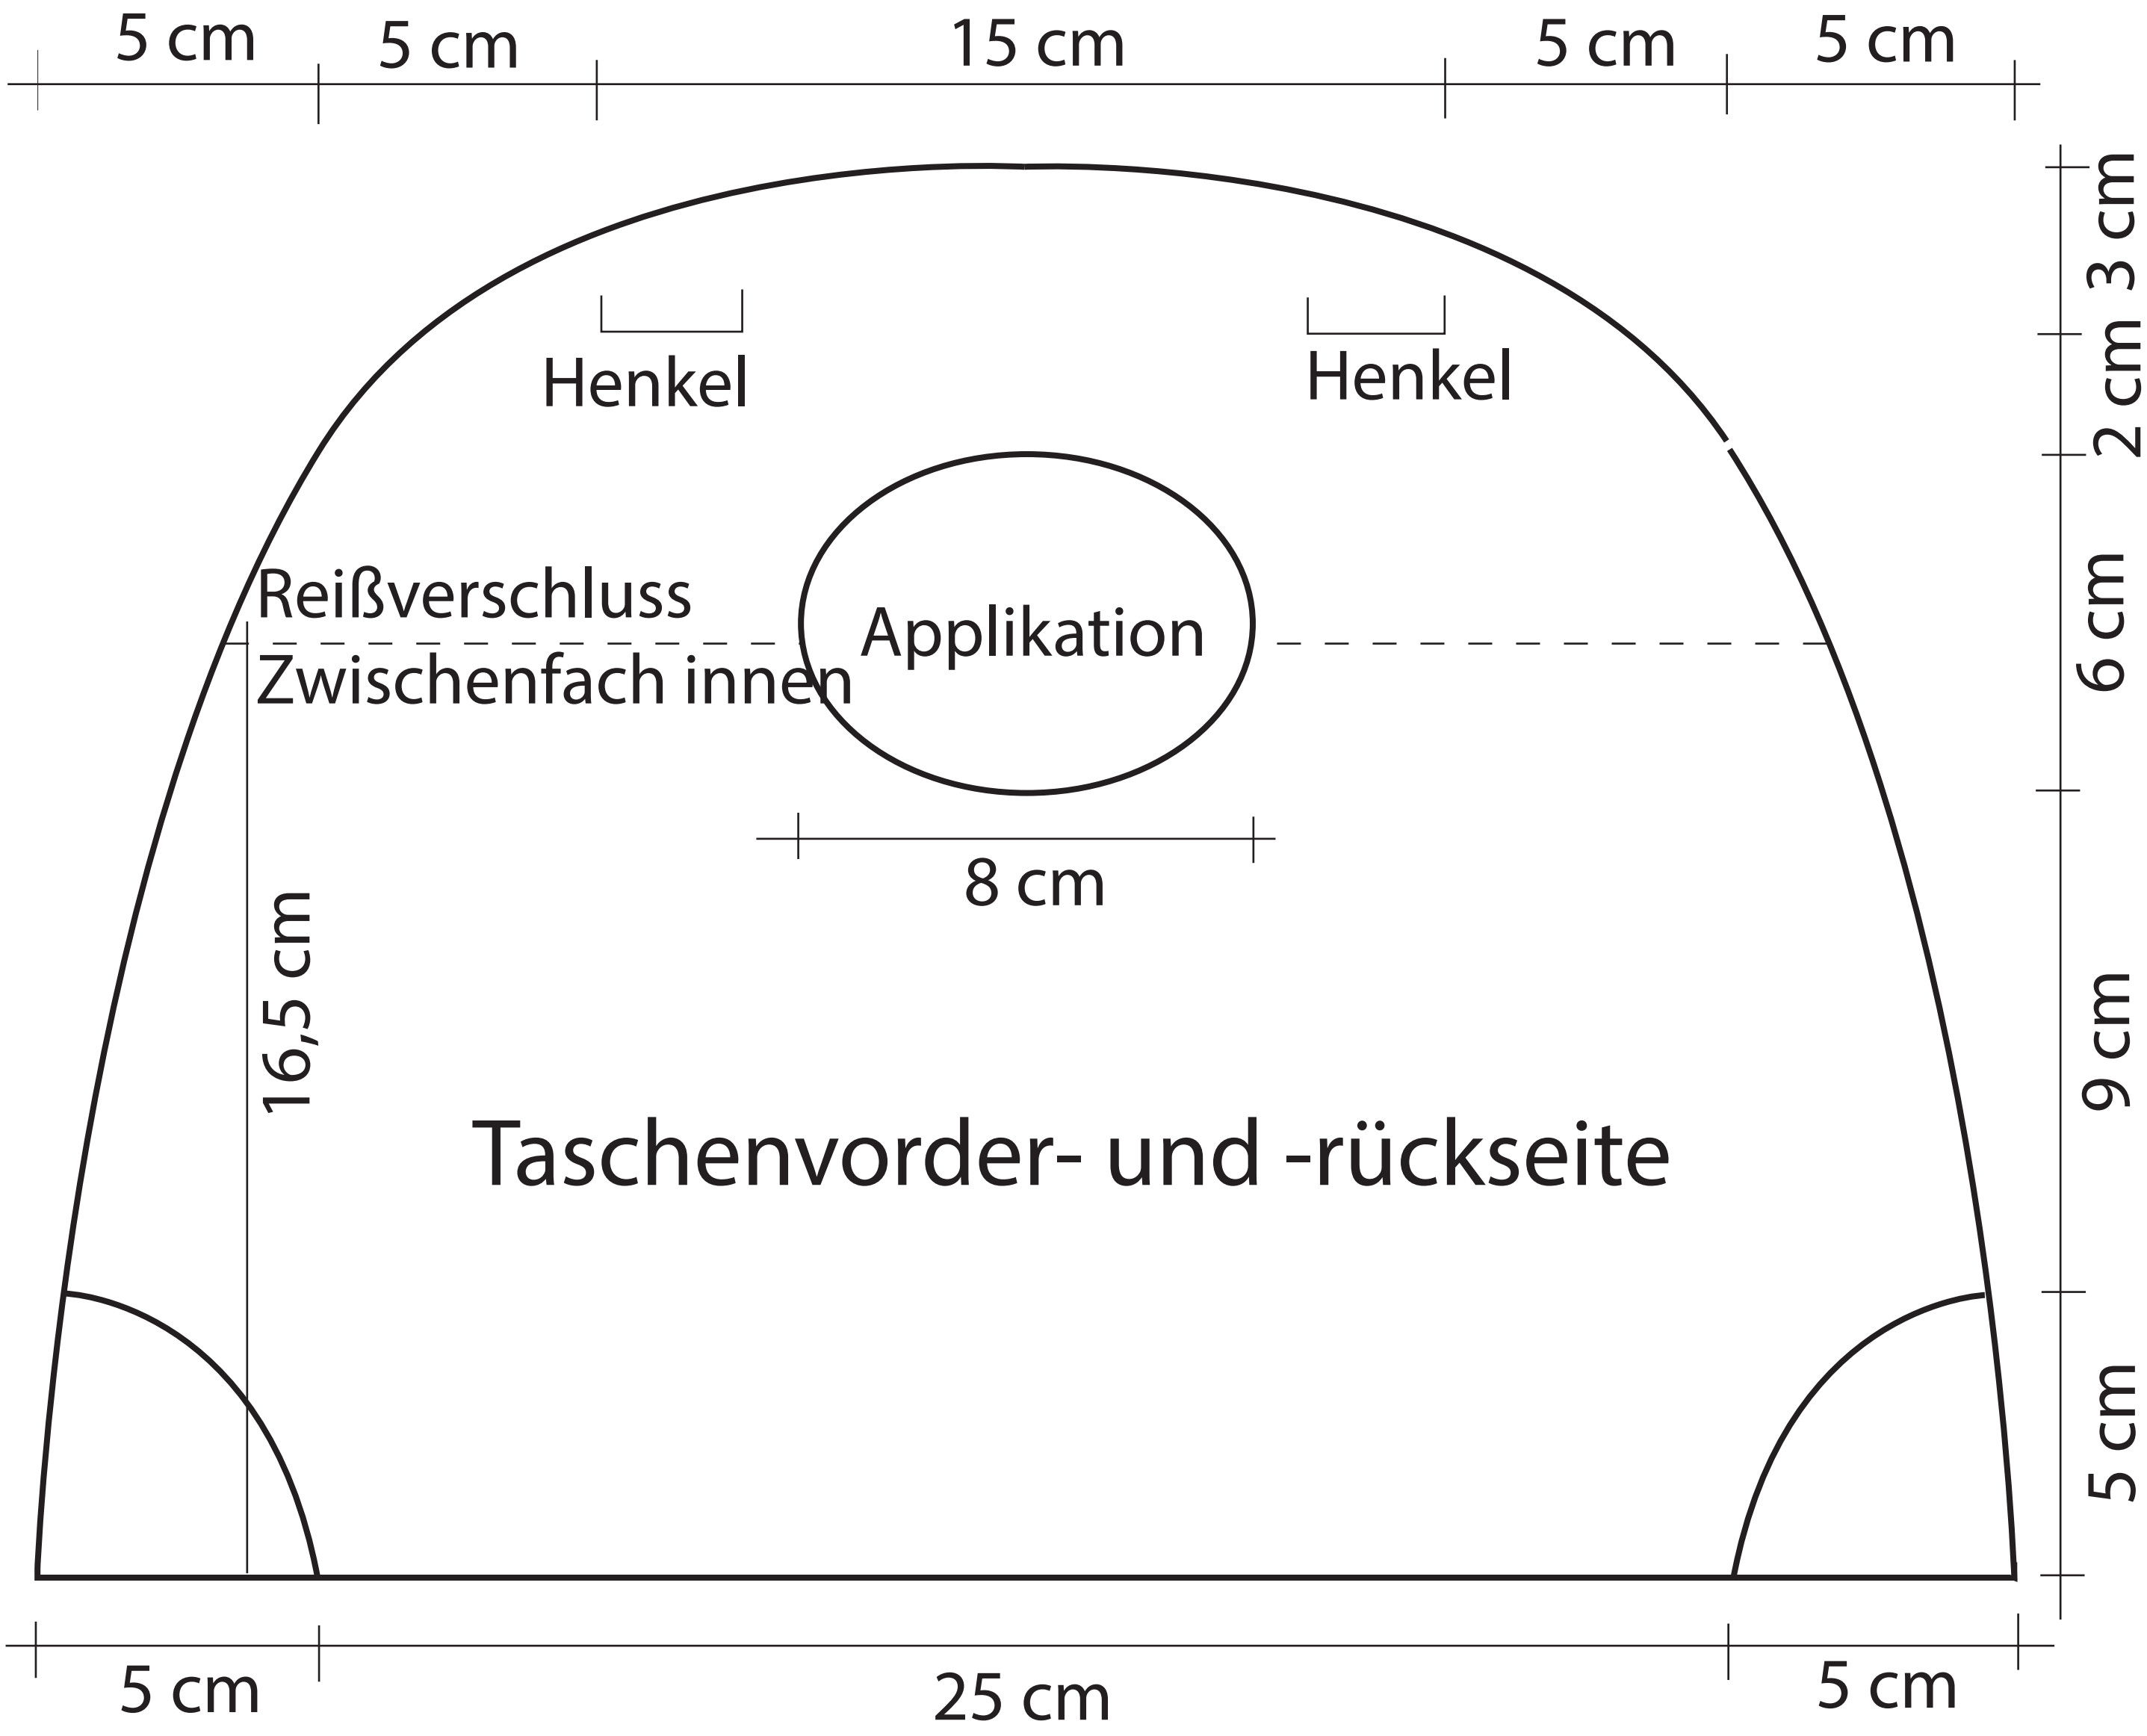 5 cm
5 cm
15 cm
5 cm
5 cm
3 cm
2 cm
Henkel
Henkel
6 cm
Reißverschluss
Applikation
Zwischenfach innen
8 cm
16,5 cm
9 cm
Taschenvorder- und -rückseite
5 cm
5 cm
25 cm
5 cm